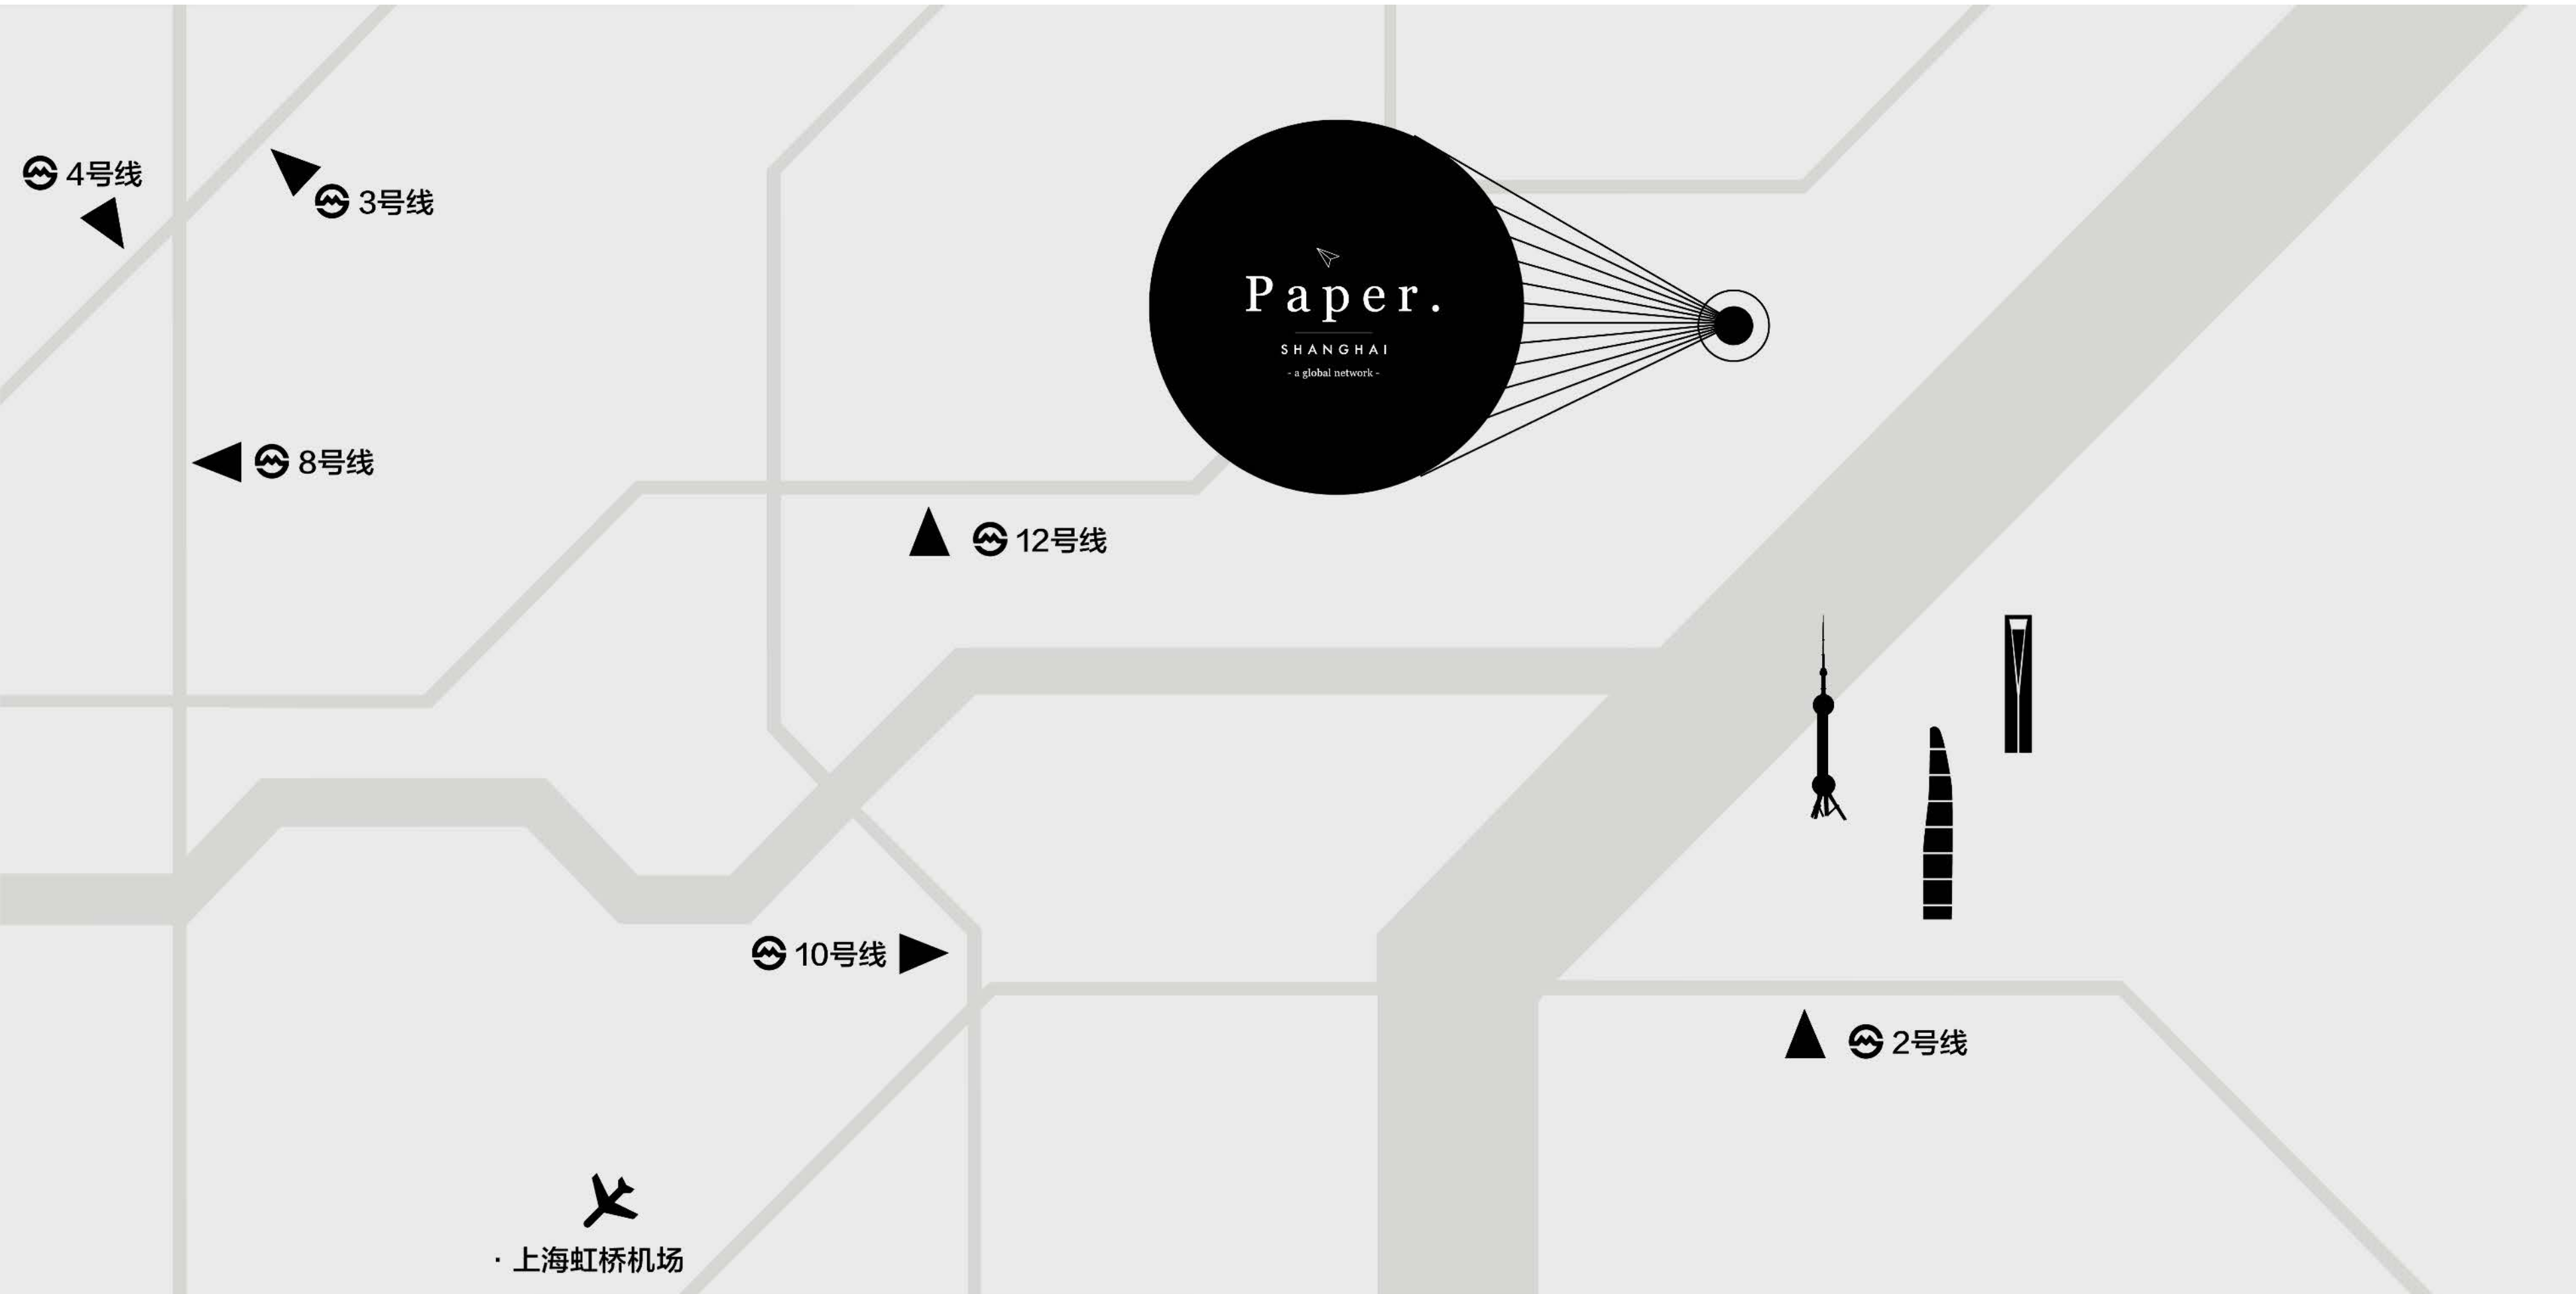 4号线
3号线
Paper.
SHANGHAI
- a global network -
8号线
12号线
10号线
2号线
· 上海虹桥机场